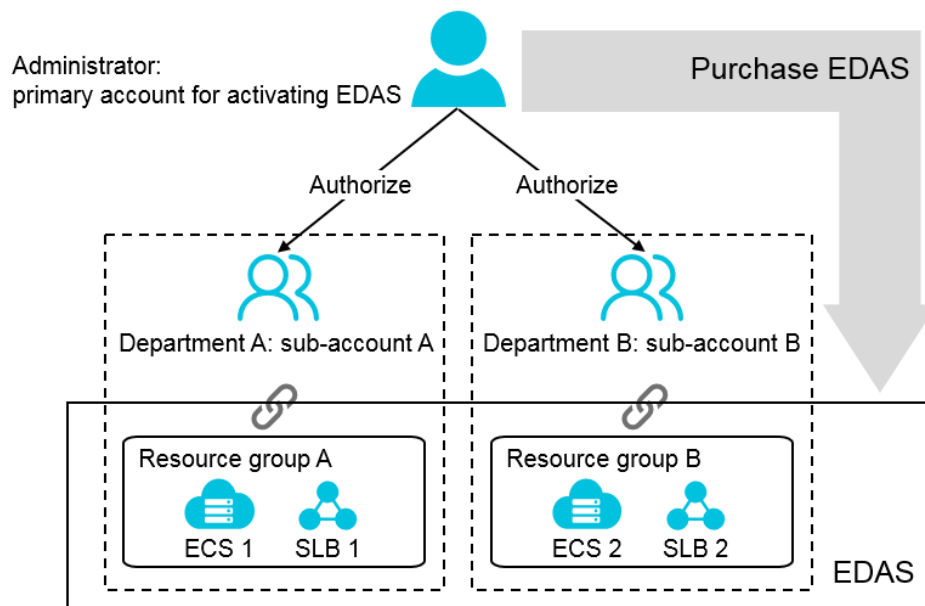 Administrator:
primary account for activating EDAS
Purchase EDAS
Authorize
Authorize
Department A: sub-account A
Department B: sub-account B
Resource group A
ECS 1
SLB 1
Resource group B
ECS 2
SLB 2
EDAS